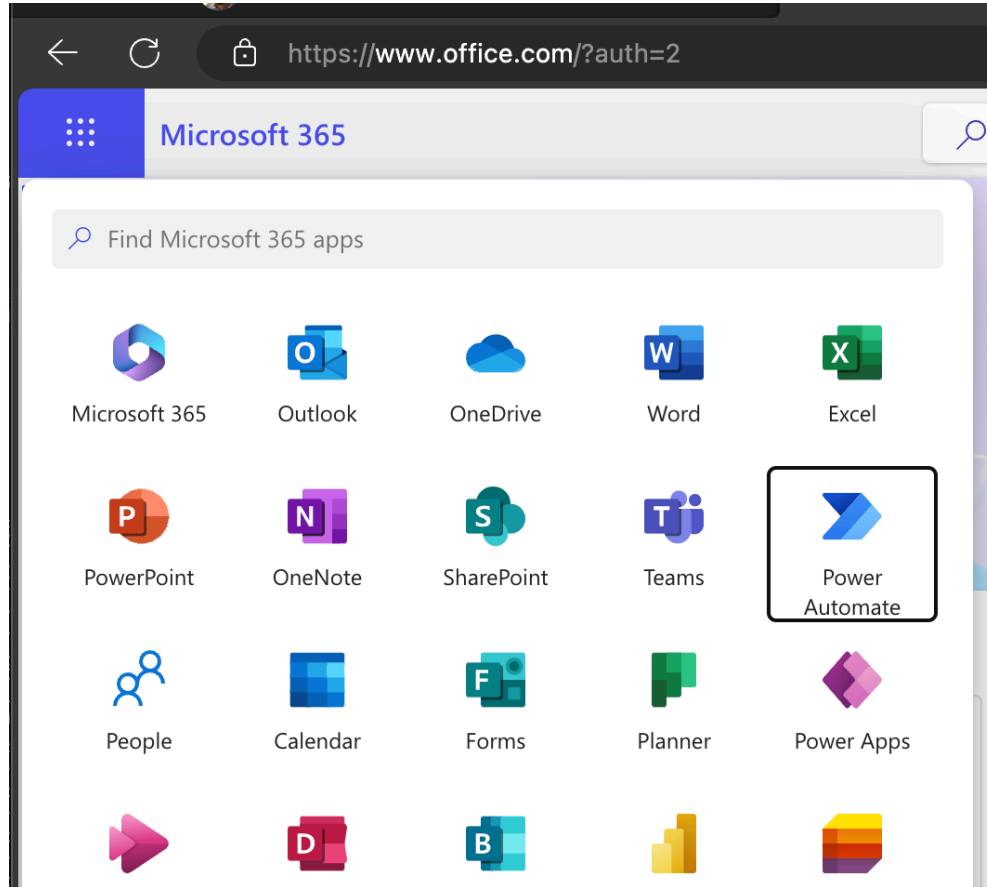 https://www.office.com/?auth=2
Microsoft 365
Find Microsoft 365 apps
O
W
X
Microsoft 365
Outlook
OneDrive
Word
Excel
P
N
S
T
PowerPoint
OneNote
SharePoint
Teams
Power
Automate
F
People
Calendar
Forms
Planner
Power Apps
D
B